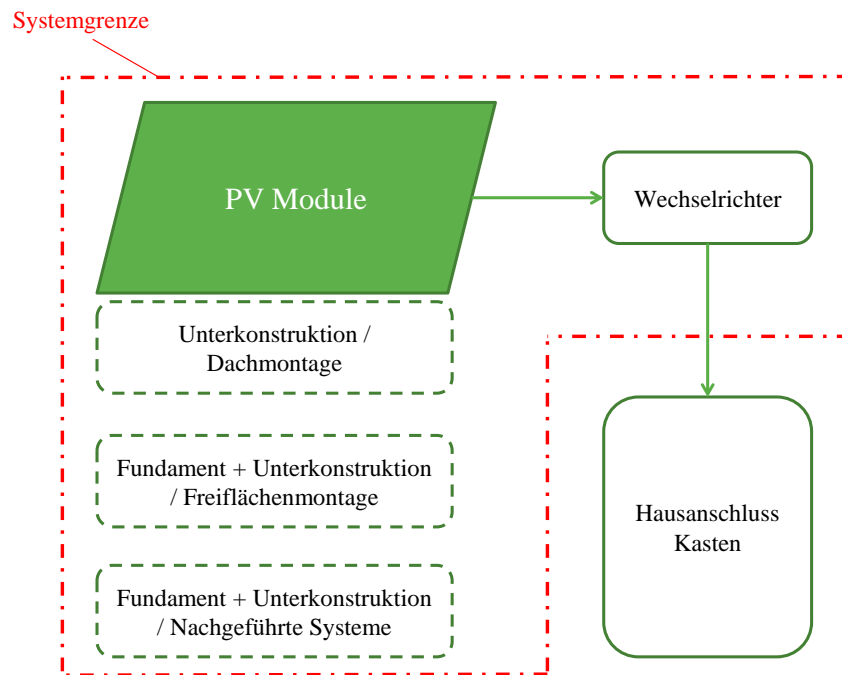 Systemgrenze
PV Module
Wechselrichter
Unterkonstruktion /
Dachmontage
Fundament + Unterkonstruktion
/ Freiflächenmontage
Hausanschluss
Kasten
Fundament + Unterkonstruktion
/ Nachgeführte Systeme